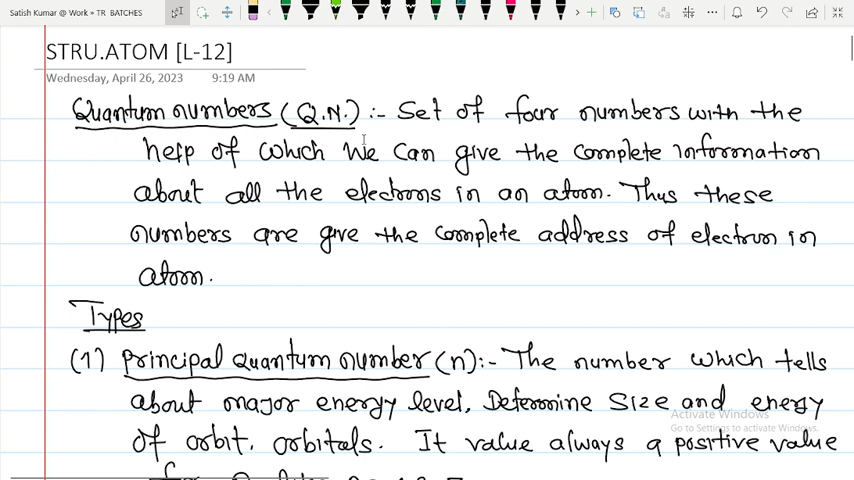 Satish Kumar @ Work » TR BATCHES
STRU.ATOM [L-12]
Wednesday, April 26, 2023 9:19 AM
Quantum numbers (Q.N.) :- Set of four numbers with the
help of which We can give the complete information
about all the electrons in an atom. Thus these
numbers are give the complete address of electron in
atom.
Types
(1) Principal Quantum number (n):- The number which tells
about major energy level. Determine Size and energy
of orbit. orbitals. It value always a positive value
Activate Windows
Go to Settings to activate Windows.